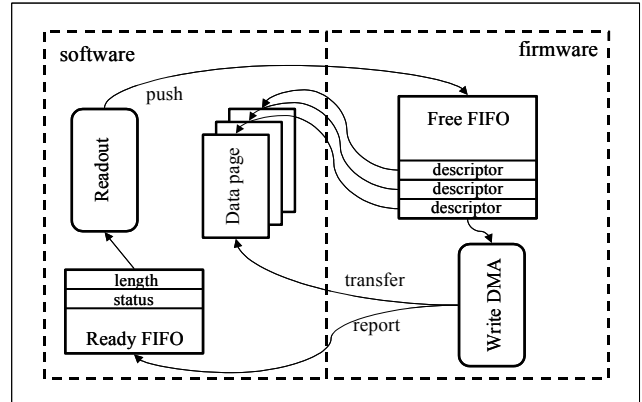 software
firmware
push
Free FIFO
Readout
Data page
descriptor
descriptor
descriptor
length
status
Ready FIFO
transfer
report
Write DMA